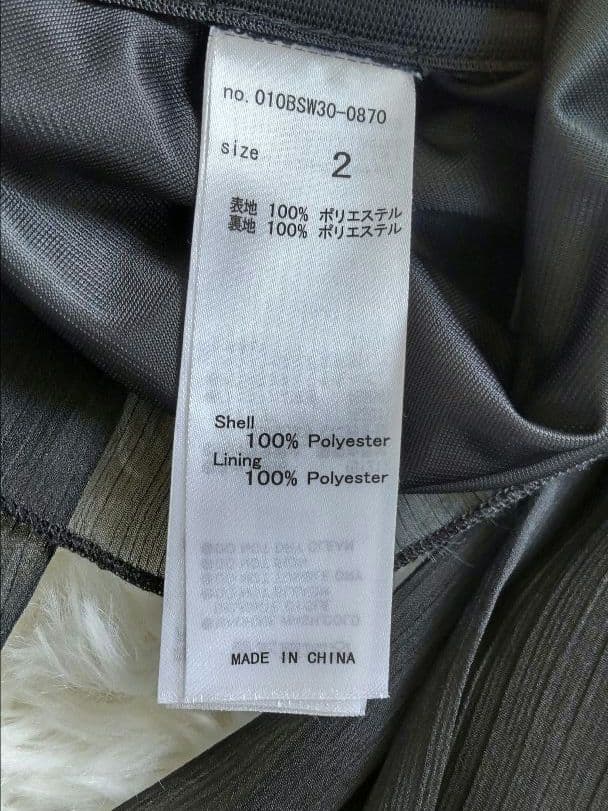 no. 010BSW30-0870
size 2
表地 100% ポリエステル
裏地 100% ポリエステル
Shell
100% Polyester
Lining
100% Polyester
MADE IN CHINA